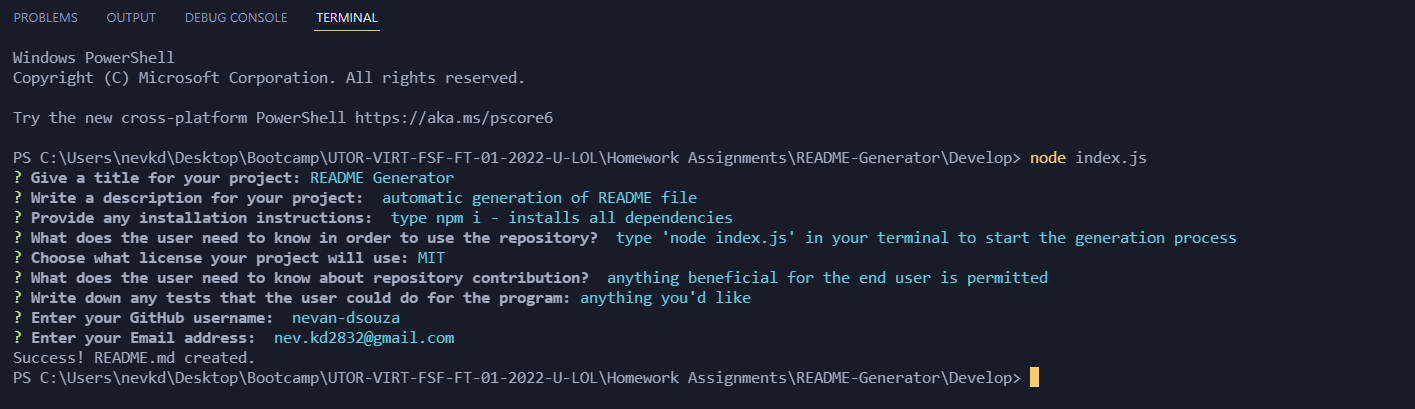 PROBLEMS OUTPUT DEBUG CONSOLE TERMINAL
Windows PowerShell
Copyright (C) Microsoft Corporation. All rights reserved.
Try the new cross-platform PowerShell https://aka.ms/pscore6
PS C:\Users\nevkd\Desktop\Bootcamp\UTOR-VIRT-FSF-FT-01-2022-U-LOL\Homework Assignments\README-Generator\Develop> node index.js
? Give a title for your project: README Generator
? Write a description for your project:  automatic generation of README file
? Provide any installation instructions:  type npm i - installs all dependencies
? What does the user need to know in order to use the repository?  type 'node index.js' in your terminal to start the generation process
? Choose what license your project will use: MIT
? What does the user need to know about repository contribution?  anything beneficial for the end user is permitted
? Write down any tests that the user could do for the program: anything you'd like
? Enter your GitHub username:  nevan-dsouza
? Enter your Email address:  nev.kd2832@gmail.com
Success! README.md created.
PS C:\Users\nevkd\Desktop\Bootcamp\UTOR-VIRT-FSF-FT-01-2022-U-LOL\Homework Assignments\README-Generator\Develop>